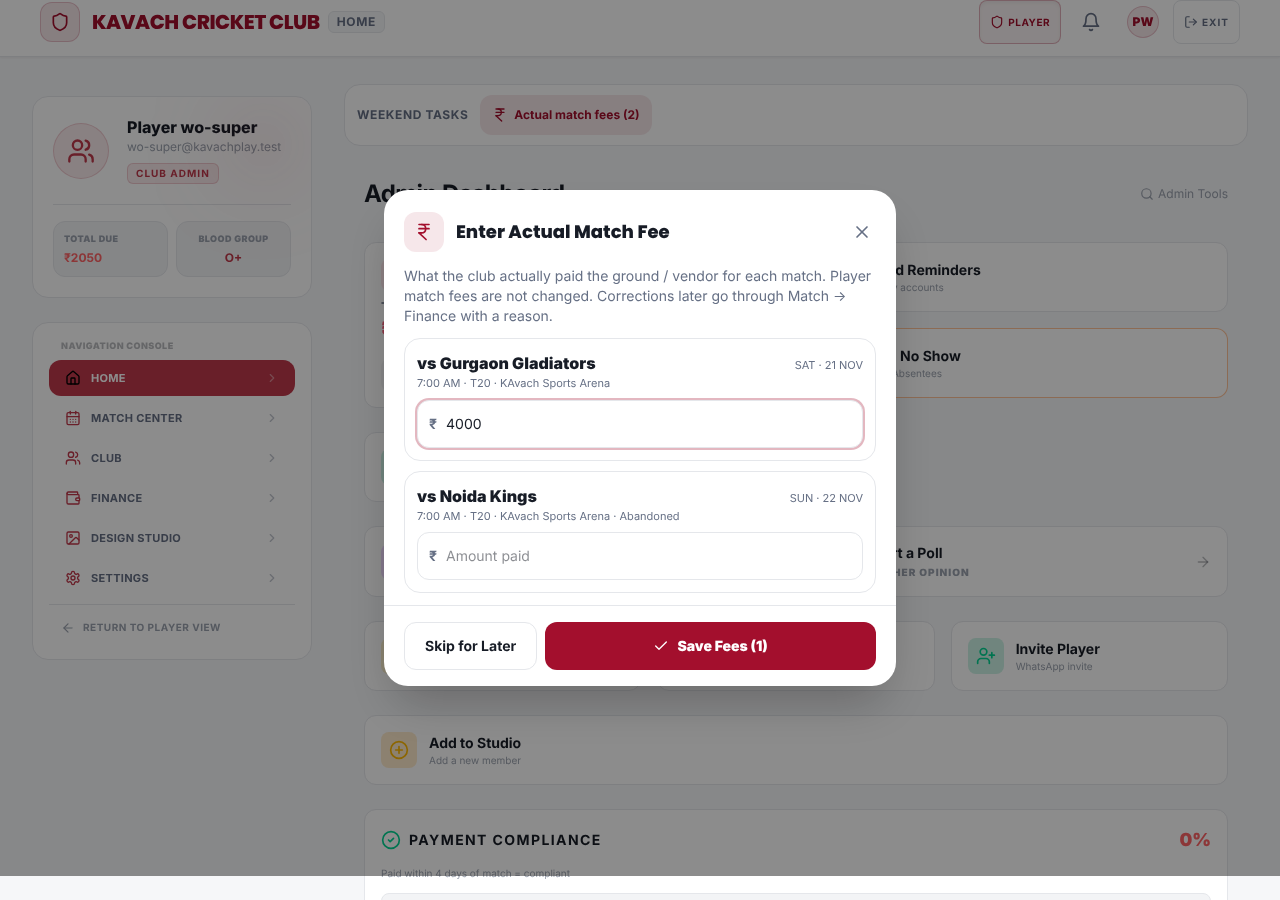 KAVACH CRICKET CLUB
HOME
PLAYER
PW
EXIT
Player wo-super
wo-super@kavachplay.test
CLUB ADMIN
TOTAL DUE
₹2050
BLOOD GROUP
O+
NAVIGATION CONSOLE
HOME
MATCH CENTER
CLUB
FINANCE
DESIGN STUDIO
SETTINGS
RETURN TO PLAYER VIEW
WEEKEND TASKS
₹ Actual match fees (2)
Admin Dashboard
Admin Tools
₹ Enter Actual Match Fee
What the club actually paid the ground / vendor for each match. Player
match fees are not changed. Corrections later go through Match →
Finance with a reason.
vs Gurgaon Gladiators
SAT · 21 NOV
7:00 AM · T20 · KAvach Sports Arena
₹ 4000
vs Noida Kings
SUN · 22 NOV
7:00 AM · T20 · KAvach Sports Arena · Abandoned
₹ Amount paid
Skip for Later
Save Fees (1)
Reminders
accounts
No Show
Absentees
a Poll
OPINION
Invite Player
WhatsApp invite
Add to Studio
Add a new member
PAYMENT COMPLIANCE
0%
Paid within 4 days of match = compliant